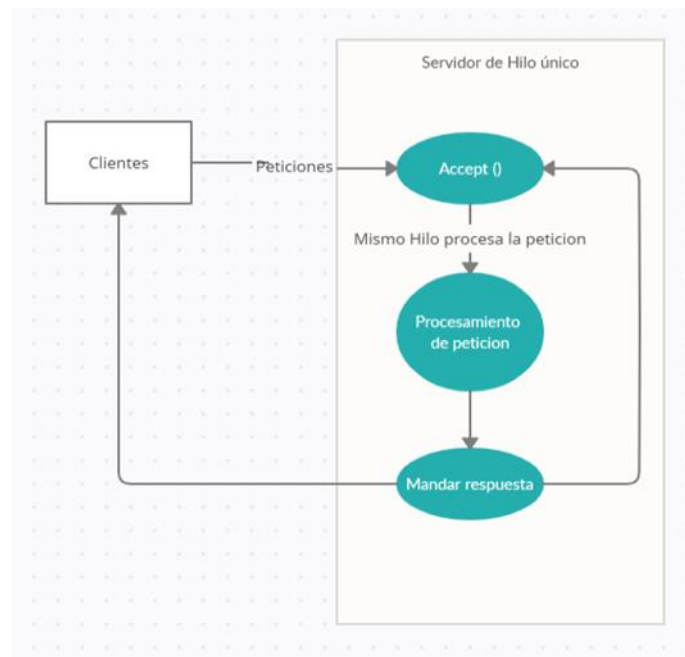 Servidor de Hilo único
Clientes
Peticiones
Accept ()
Mismo Hilo procesa la peticion
Procesamiento
de peticion
Mandar respuesta